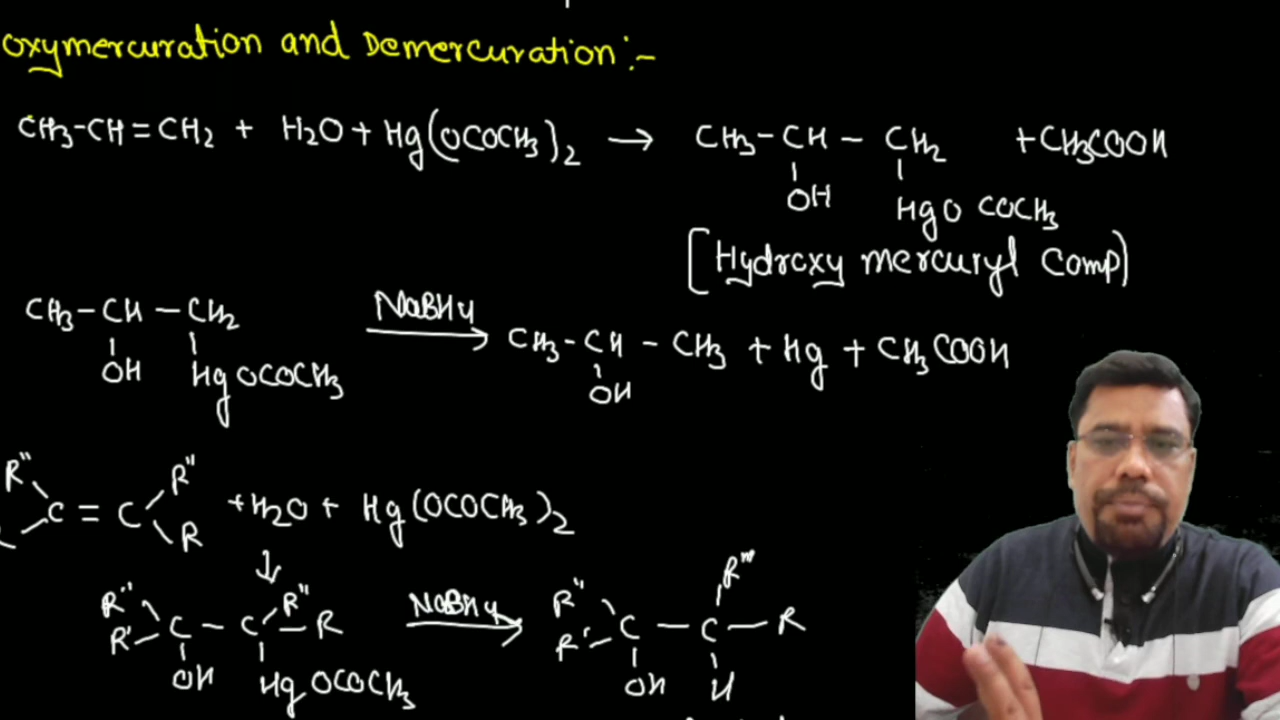 oxymercuration and Demercuration :-
CH3-CH=CH2 + H2O + Hg(OCOCH3)2 → CH3-CH-CH2 + CH3COOH
OH HgO COCH3
[Hydroxy mercuryl comp)
CH3-CH-CH2 NaBH4 → CH3-CH-CH3 + Hg + CH3COOH
OH HgOCOCH3 OH
R" R"
C=C +H2O + Hg(OCOCH3)2
R
↓
R" R" NaBH4 → R" R"'
R' C-C-R R' C-C-R
OH HgOCOCH3 OH H